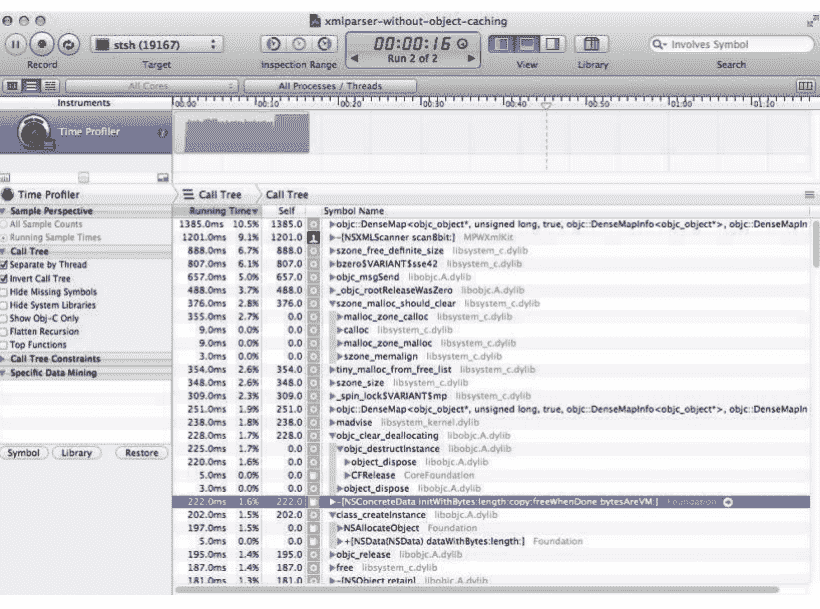 xmlparser-without-object-caching
stsh (19167)
00:00:16
Run 2 of 2
Involves Symbol
Record
Target
Inspection Range
View
Library
Search
All Cores
All Processes / Threads
Instruments
00:00
00:10
00:20
00:30
00:40
00:50
01:00
01:10
Time Profiler
Time Profiler
Call Tree
Call Tree
Sample Perspective
All Sample Counts
Running Sample Times
Call Tree
Separate by Thread
Invert Call Tree
Hide Missing Symbols
Hide System Libraries
Show Obj-C Only
Flatten Recursion
Top Functions
Call Tree Constraints
Specific Data Mining
Symbol
Library
Restore
Running Time Self Symbol Name
1385.0ms 10.5% 1385.0 objc::DenseMap<objc_object*, unsigned long, true, objc::DenseMapInfo<objc_object*>, objc::DenseMapIn
1201.0ms 9.1% 1201.0 -[NSXMLScanner scan8bit:] MPWXmlKit
888.0ms 6.7% 888.0 szone_free_definite_size libsystem_c.dylib
807.0ms 6.1% 807.0 bzero$VARIANT$sse42 libsystem_c.dylib
657.0ms 5.0% 657.0 objc_msgSend libobjc.A.dylib
488.0ms 3.7% 488.0 _objc_rootReleaseWasZero libobjc.A.dylib
376.0ms 2.8% 376.0 szone_malloc_should_clear libsystem_c.dylib
355.0ms 2.7% 0.0 malloc_zone_calloc libsystem_c.dylib
9.0ms 0.0% 0.0 calloc libsystem_c.dylib
9.0ms 0.0% 0.0 malloc_zone_malloc libsystem_c.dylib
3.0ms 0.0% 0.0 szone_memalign libsystem_c.dylib
354.0ms 2.6% 354.0 tiny_malloc_from_free_list libsystem_c.dylib
348.0ms 2.6% 348.0 szone_size libsystem_c.dylib
309.0ms 2.3% 309.0 _spin_lock$VARIANT$mp libsystem_c.dylib
251.0ms 1.9% 251.0 objc::DenseMap<objc_object*, unsigned long, true, objc::DenseMapInfo<objc_object*>, objc::DenseMapIn
238.0ms 1.8% 238.0 madvise libsystem_kernel.dylib
228.0ms 1.7% 228.0 objc_clear_deallocating libobjc.A.dylib
225.0ms 1.7% 0.0 objc_destructInstance libobjc.A.dylib
220.0ms 1.6% 0.0 object_dispose libobjc.A.dylib
5.0ms 0.0% 0.0 CFRelease CoreFoundation
3.0ms 0.0% 0.0 object_dispose libobjc.A.dylib
222.0ms 1.6% 222.0 -[NSConcreteData initWithBytes:length:copy:freeWhenDone:bytesAreVM:] Foundation
202.0ms 1.5% 202.0 class_createInstance libobjc.A.dylib
197.0ms 1.5% 0.0 NSAllocateObject Foundation
5.0ms 0.0% 0.0 +[NSData(NSData) dataWithBytes:length:] Foundation
195.0ms 1.4% 195.0 objc_release libobjc.A.dylib
187.0ms 1.4% 187.0 free libsystem_c.dylib
181.0ms 1.3% 181.0 -[NSObject retain] libobjc.A.dylib